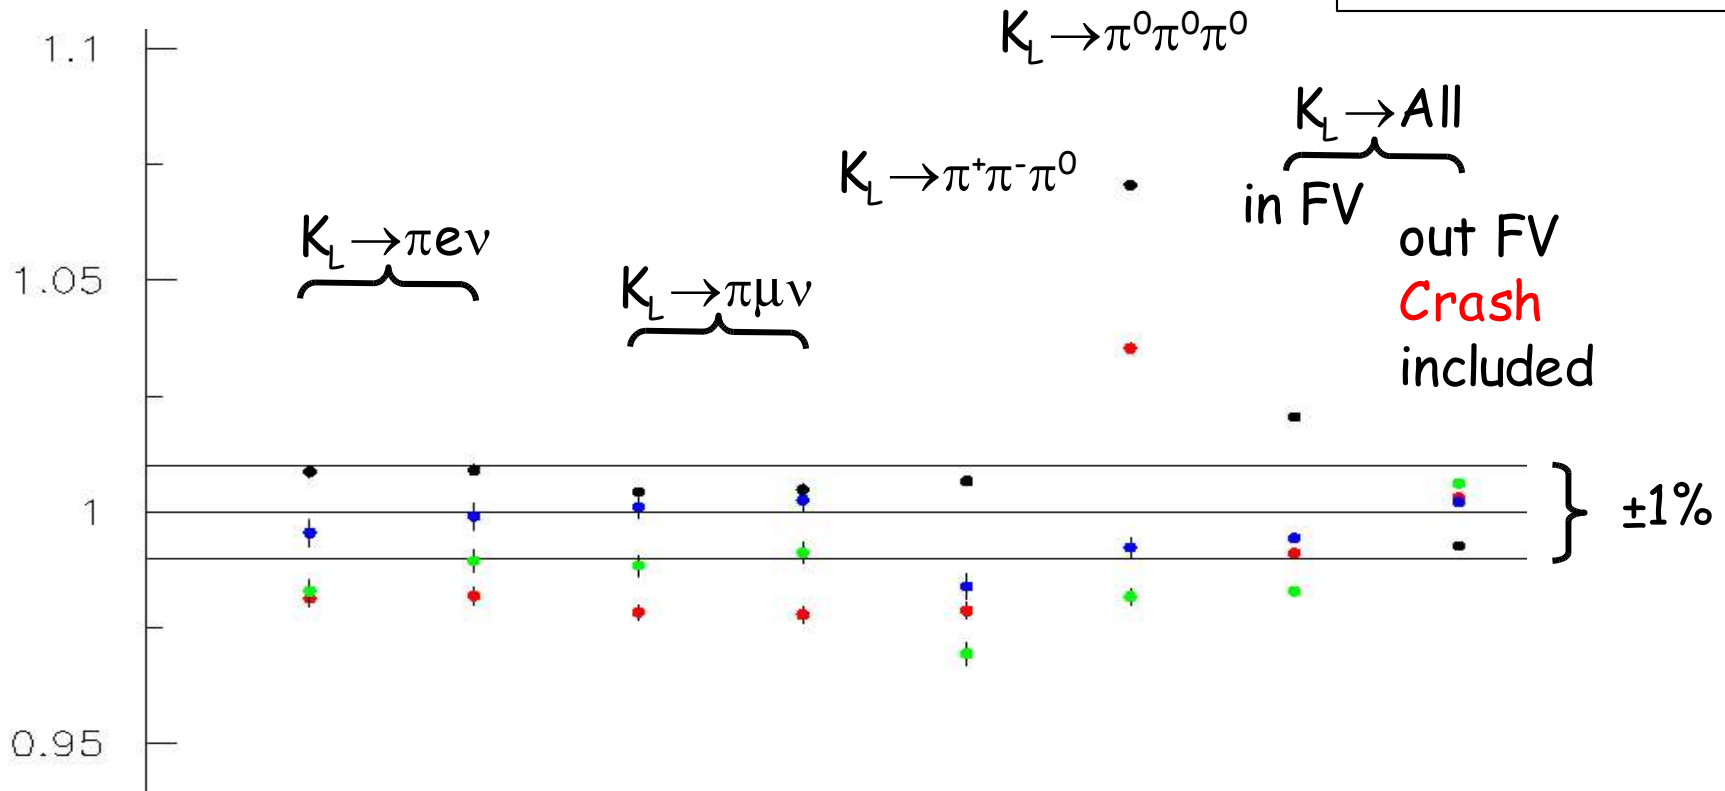 1.1
1.05
1
0.95
K_L →π⁰π⁰π⁰
K_L →All
K_L →π⁺π⁻π⁰
in FV
K_L →πeν
out FV
Crash
included
K_L →πμν
±1%